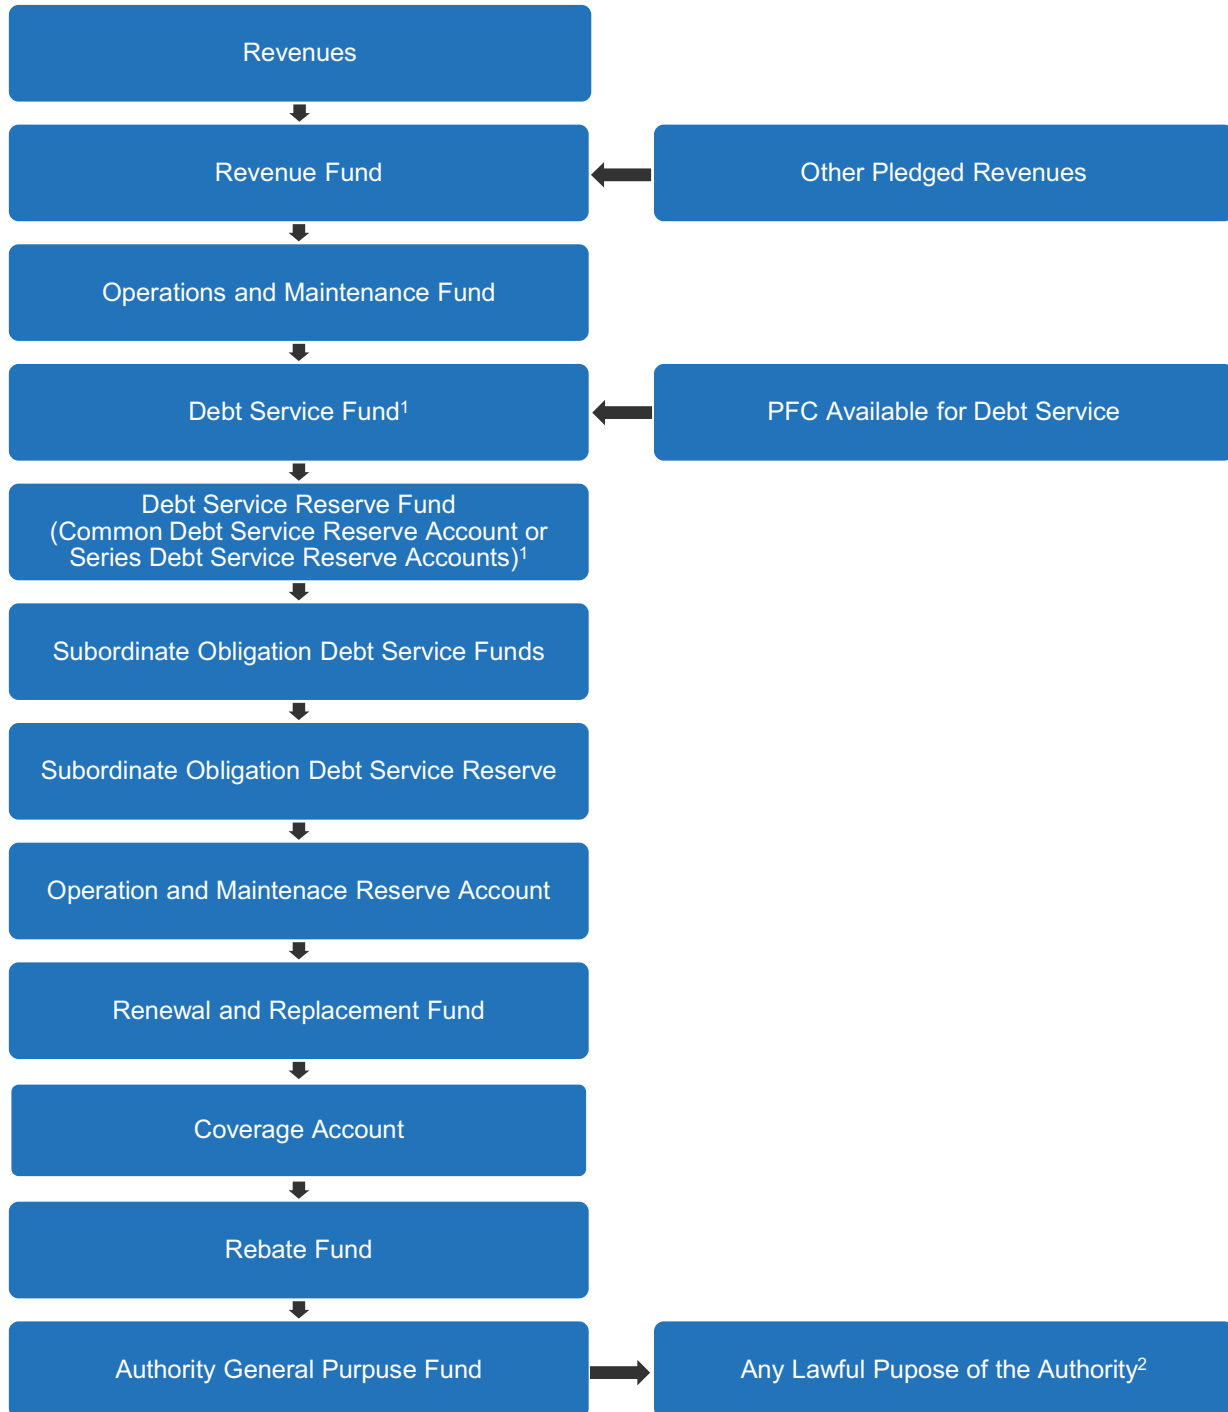 Revenues
Revenue Fund
Other Pledged Revenues
Operations and Maintenance Fund
Debt Service Fund¹
PFC Available for Debt Service
Debt Service Reserve Fund
(Common Debt Service Reserve Account or
Series Debt Service Reserve Accounts)¹
Subordinate Obligation Debt Service Funds
Subordinate Obligation Debt Service Reserve
Operation and Maintenace Reserve Account
Renewal and Replacement Fund
Coverage Account
Rebate Fund
Authority General Purpuse Fund
Any Lawful Pupose of the Authority²